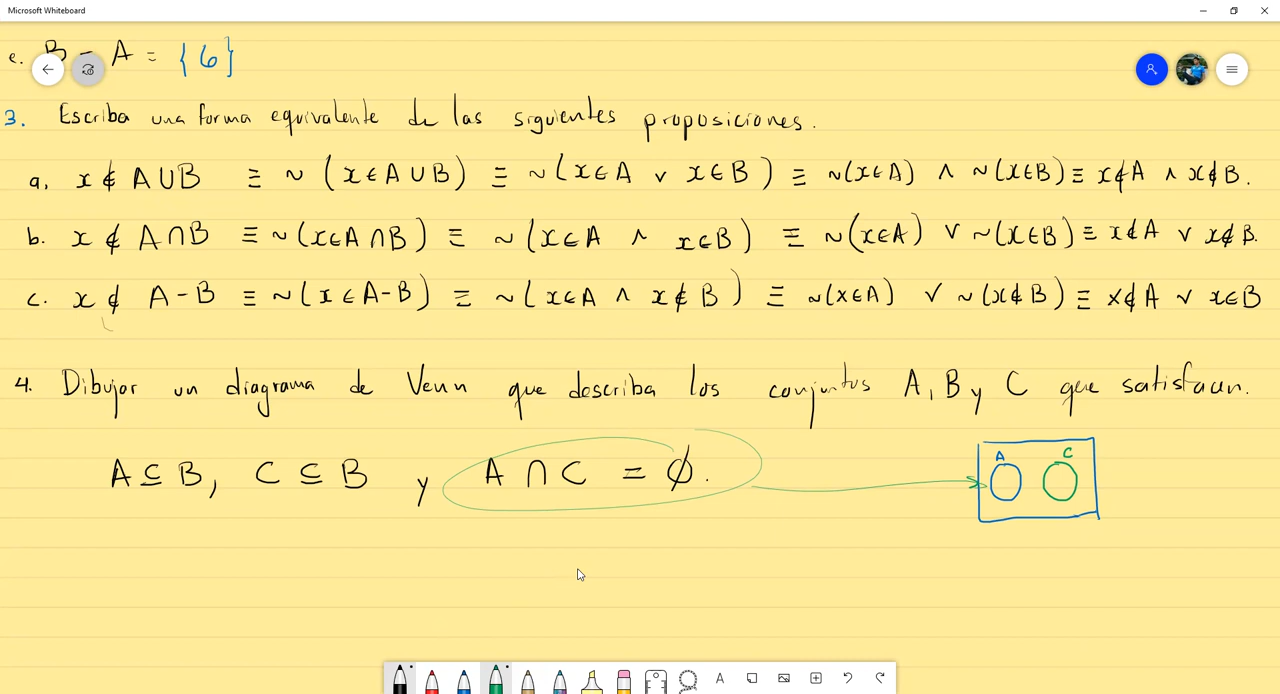 Microsoft Whiteboard
e. B - A = {6}
3. Escriba una forma equivalente de las siguientes proposiciones.
a, x ∉ A∪B ≡ ~(x∈A∪B) ≡ ~(x∈A ∨ x∈B) ≡ ~(x∈A) ∧ ~(x∈B) ≡ x∉A ∧ x∉B.
b. x ∉ A∩B ≡ ~(x∈A∩B) ≡ ~(x∈A ∧ x∈B) ≡ ~(x∈A) ∨ ~(x∈B) ≡ x∉A ∨ x∉B.
c. x ∉ A-B ≡ ~(x∈A-B) ≡ ~(x∈A ∧ x∉B) ≡ ~(x∈A) ∨ ~(x∉B) ≡ x∉A ∨ x∈B
4. Dibujar un diagrama de Venn que describa los conjuntos A, B y C que satisfacen.
A ⊆ B, C ⊆ B y A ∩ C = ∅.
A C
A